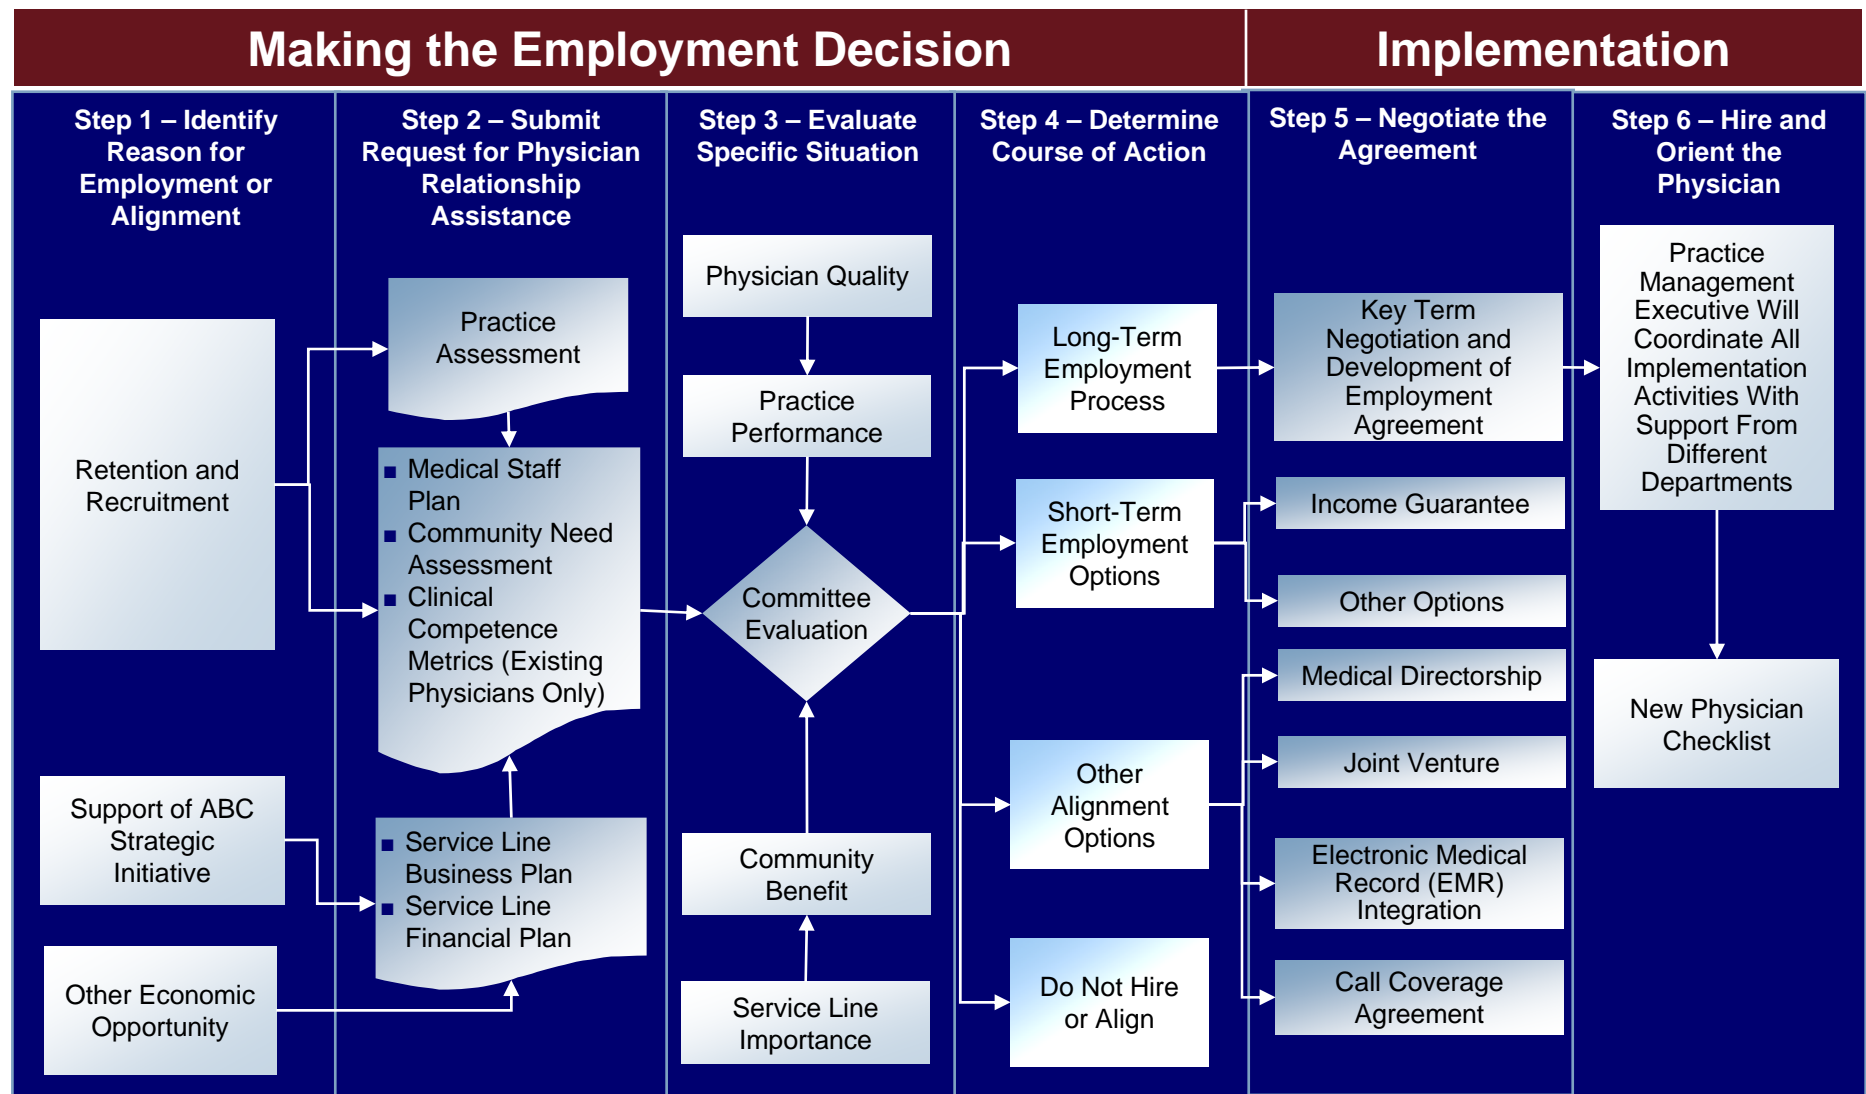 Making the Employment Decision
Implementation
Step 1 – Identify
Reason for
Employment or
Alignment
Retention and
Recruitment
Support of ABC
Strategic
Initiative
Other Economic
Opportunity
Step 2 – Submit
Request for Physician
Relationship
Assistance
Practice
Assessment
■ Medical Staff
Plan
■ Community Need
Assessment
■ Clinical
Competence
Metrics (Existing
Physicians Only)
■ Service Line
Business Plan
■ Service Line
Financial Plan
Step 3 – Evaluate
Specific Situation
Physician Quality
Practice
Performance
Committee
Evaluation
Community
Benefit
Service Line
Importance
Step 4 – Determine
Course of Action
Long-Term
Employment
Process
Short-Term
Employment
Options
Other
Alignment
Options
Do Not Hire
or Align
Step 5 – Negotiate the
Agreement
Key Term
Negotiation and
Development of
Employment
Agreement
Income Guarantee
Other Options
Medical Directorship
Joint Venture
Electronic Medical
Record (EMR)
Integration
Call Coverage
Agreement
Step 6 – Hire and
Orient the
Physician
Practice
Management
Executive Will
Coordinate All
Implementation
Activities With
Support From
Different
Departments
New Physician
Checklist